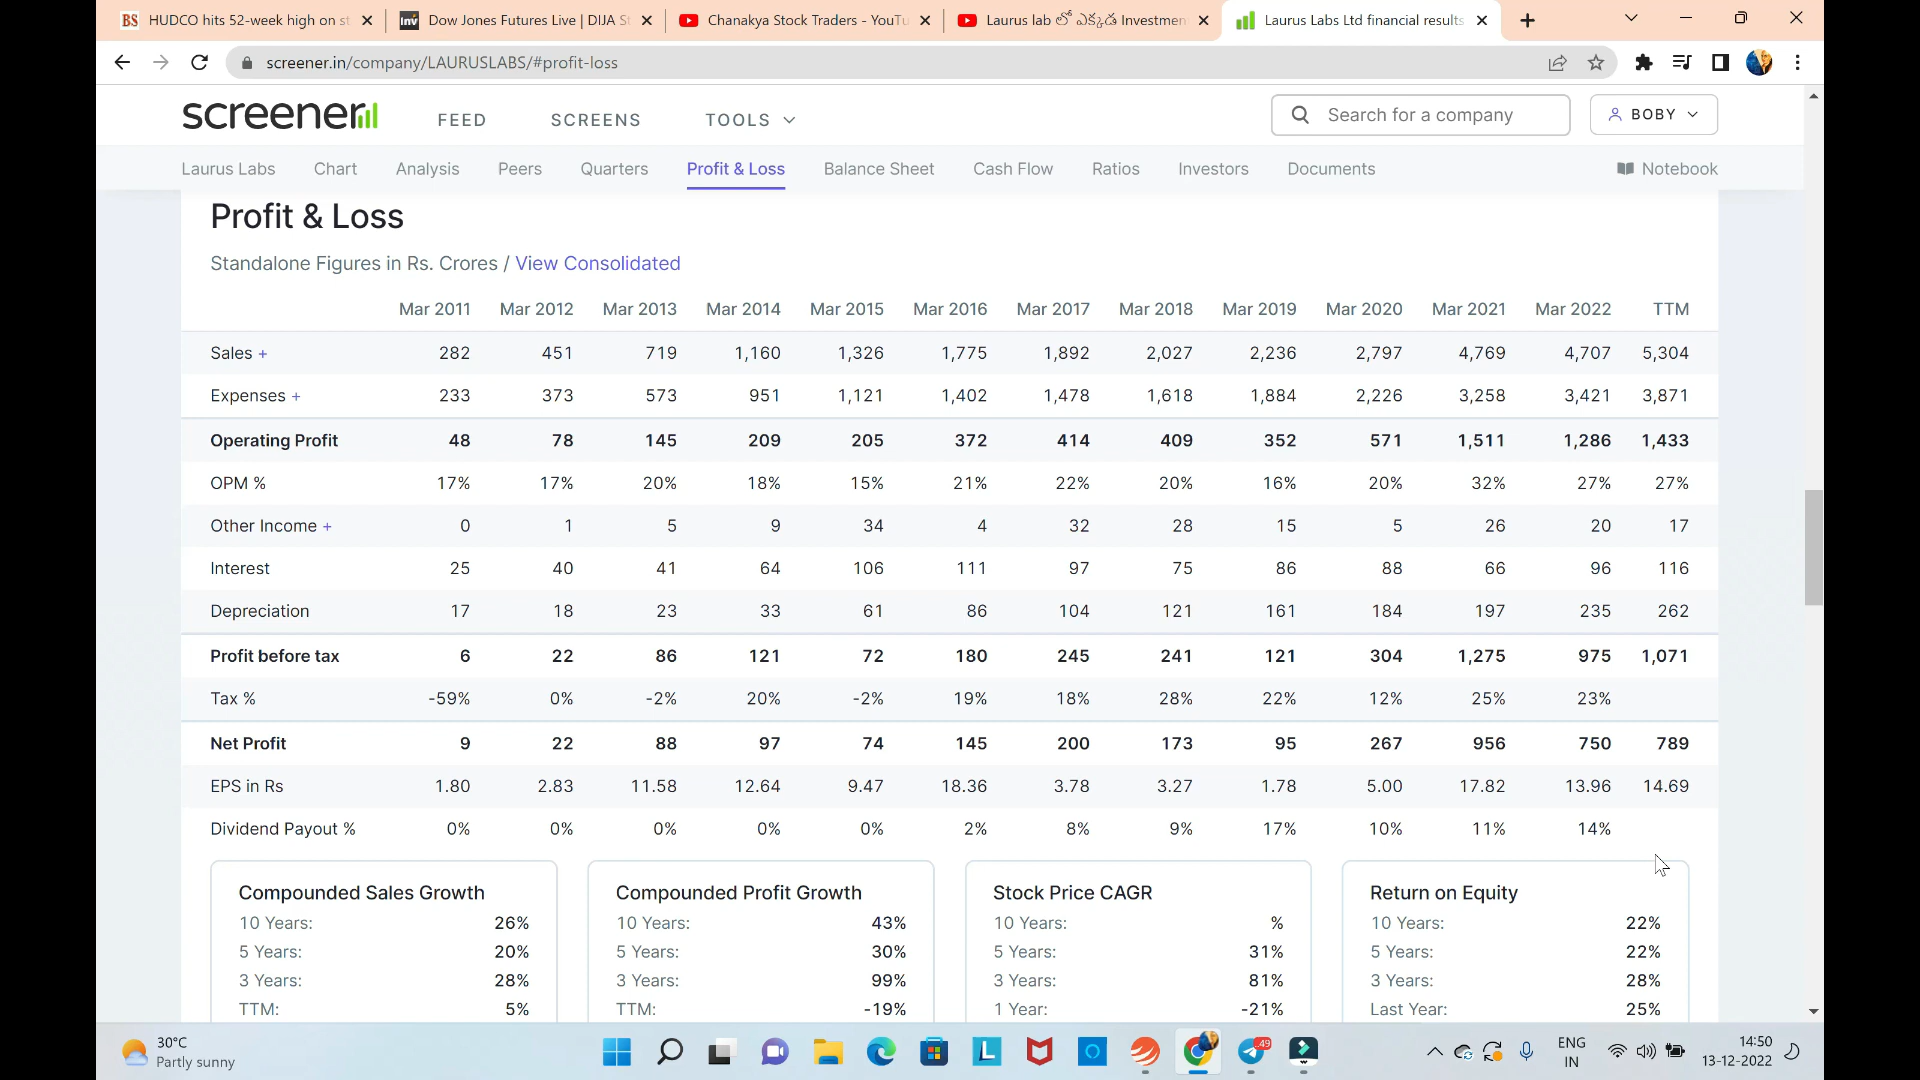 HUDCO hits 52-week high on st
Dow Jones Futures Live | DJIA St
Chanakya Stock Traders - YouTu
Laurus lab లో ఎక్కడ Investmen
Laurus Labs Ltd financial results
screener.in/company/LAURUSLABS/#profit-loss
screener
FEED SCREENS TOOLS
Search for a company
BOBY
Laurus Labs Chart Analysis Peers Quarters Profit & Loss Balance Sheet Cash Flow Ratios Investors Documents Notebook
Profit & Loss
Standalone Figures in Rs. Crores / View Consolidated
Mar 2011 Mar 2012 Mar 2013 Mar 2014 Mar 2015 Mar 2016 Mar 2017 Mar 2018 Mar 2019 Mar 2020 Mar 2021 Mar 2022 TTM
Sales + 282 451 719 1,160 1,326 1,775 1,892 2,027 2,236 2,797 4,769 4,707 5,304
Expenses + 233 373 573 951 1,121 1,402 1,478 1,618 1,884 2,226 3,258 3,421 3,871
Operating Profit 48 78 145 209 205 372 414 409 352 571 1,511 1,286 1,433
OPM % 17% 17% 20% 18% 15% 21% 22% 20% 16% 20% 32% 27% 27%
Other Income + 0 1 5 9 34 4 32 28 15 5 26 20 17
Interest 25 40 41 64 106 111 97 75 86 88 66 96 116
Depreciation 17 18 23 33 61 86 104 121 161 184 197 235 262
Profit before tax 6 22 86 121 72 180 245 241 121 304 1,275 975 1,071
Tax % -59% 0% -2% 20% -2% 19% 18% 28% 22% 12% 25% 23%
Net Profit 9 22 88 97 74 145 200 173 95 267 956 750 789
EPS in Rs 1.80 2.83 11.58 12.64 9.47 18.36 3.78 3.27 1.78 5.00 17.82 13.96 14.69
Dividend Payout % 0% 0% 0% 0% 0% 2% 8% 9% 17% 10% 11% 14%
Compounded Sales Growth
10 Years: 26%
5 Years: 20%
3 Years: 28%
TTM: 5%
Compounded Profit Growth
10 Years: 43%
5 Years: 30%
3 Years: 99%
TTM: -19%
Stock Price CAGR
10 Years: %
5 Years: 31%
3 Years: 81%
1 Year: -21%
Return on Equity
10 Years: 22%
5 Years: 22%
3 Years: 28%
Last Year: 25%
30°C
Partly sunny
49
ENG
IN
14:50
13-12-2022